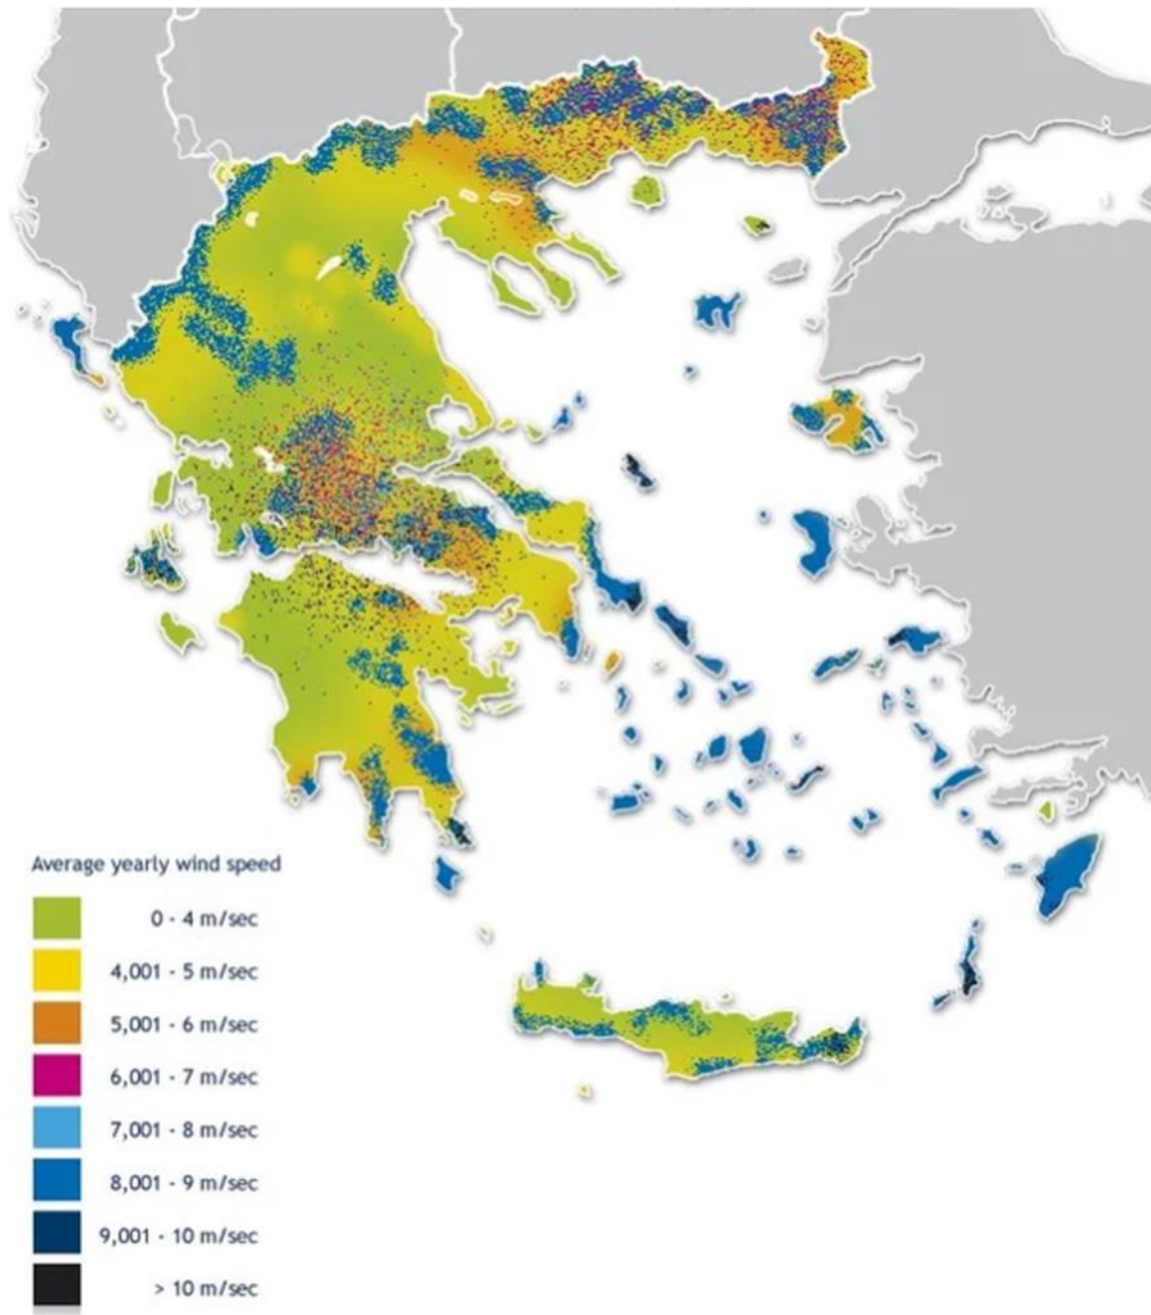 Average yearly wind speed
0 - 4 m/sec
4,001 - 5 m/sec
5,001 - 6 m/sec
6,001 - 7 m/sec
7,001 - 8 m/sec
8,001 - 9 m/sec
9,001 - 10 m/sec
> 10 m/sec